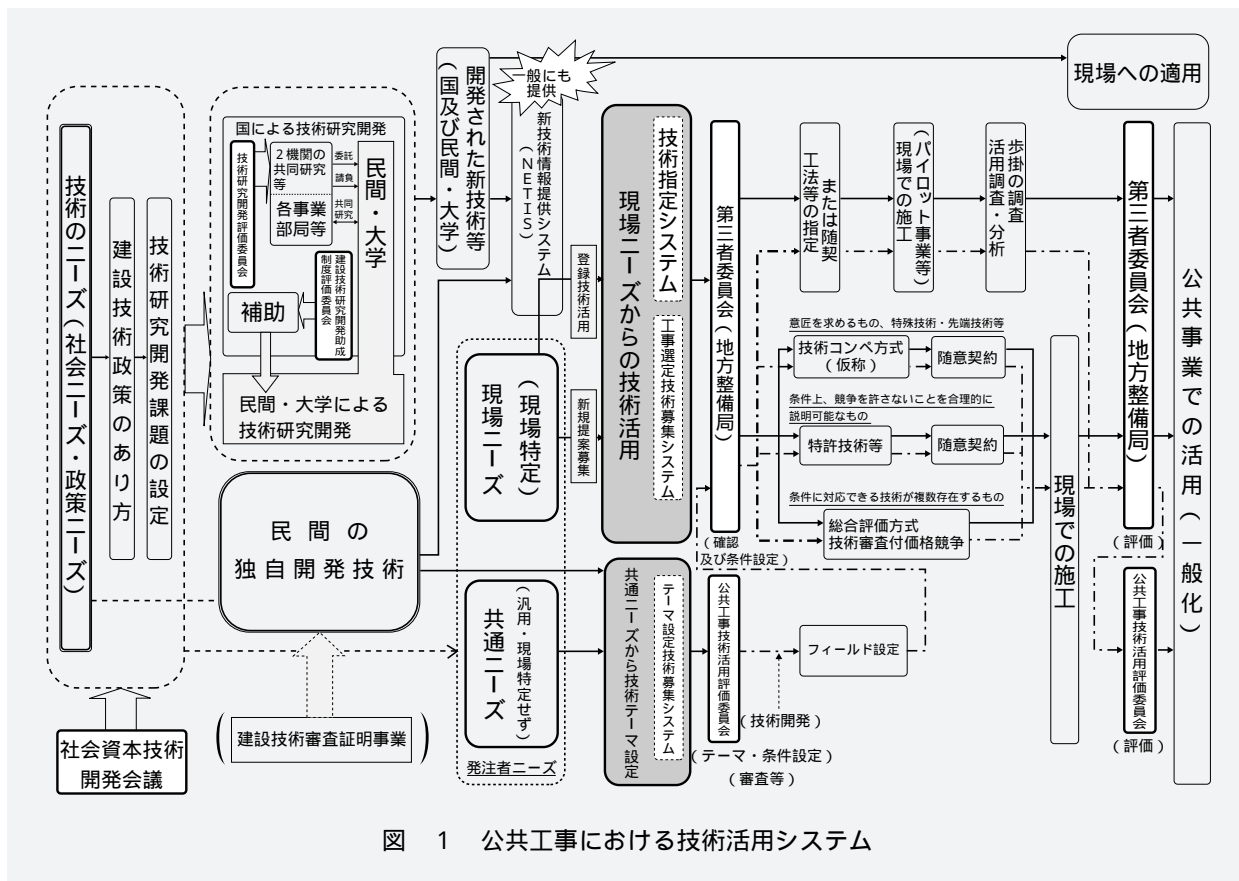 技術のニーズ(社会ニーズ・政策ニーズ)
建設技術政策のあり方
技術研究開発課題の設定
社会資本技術
開発会議
国による技術研究開発
技術研究開発評価委員会
2機関の
共同研究
等
各事業
部局等
委託
請負
共同
研究
民間・大学
補助
建設技術研究開発助成
制度評価委員会
民間・大学による
技術研究開発
民間の
独自開発技術
(建設技術審査証明事業)
開発された新技術等
(国及び民間・大学)
一般にも
提供
新技術情報提供システム
(NETIS)
現場ニーズ
(現場特定)
共通ニーズ
(汎用・現場特定せず)
発注者ニーズ
登録技術活用
新規提案募集
現場ニーズからの技術活用
技術指定システム
工事選定技術募集システム
共通ニーズから技術テーマ設定
テーマ設定技術募集システム
第三者委員会(地方整備局)
(確認
及び条件設定)
公共工事技術活用評価委員会
(テーマ・条件設定)
(審査等)
工法等の指定
または随契
現場での施工
(パイロット事業等)
活用調査・分析
歩掛の調査
意匠を求めるもの、特殊技術・先端技術等
技術コンペ方式
(仮称)
随意契約
条件上、競争を許さないことを合理的に
説明可能なもの
特許技術等
随意契約
条件に対応できる技術が複数存在するもの
総合評価方式
技術審査付価格競争
フィールド設定
(技術開発)
現場での施工
現場への適用
第三者委員会(地方整備局)
(評価)
公共工事技術活用評価委員会
(評価)
公共事業での活用(一般化)
図 1 公共工事における技術活用システム